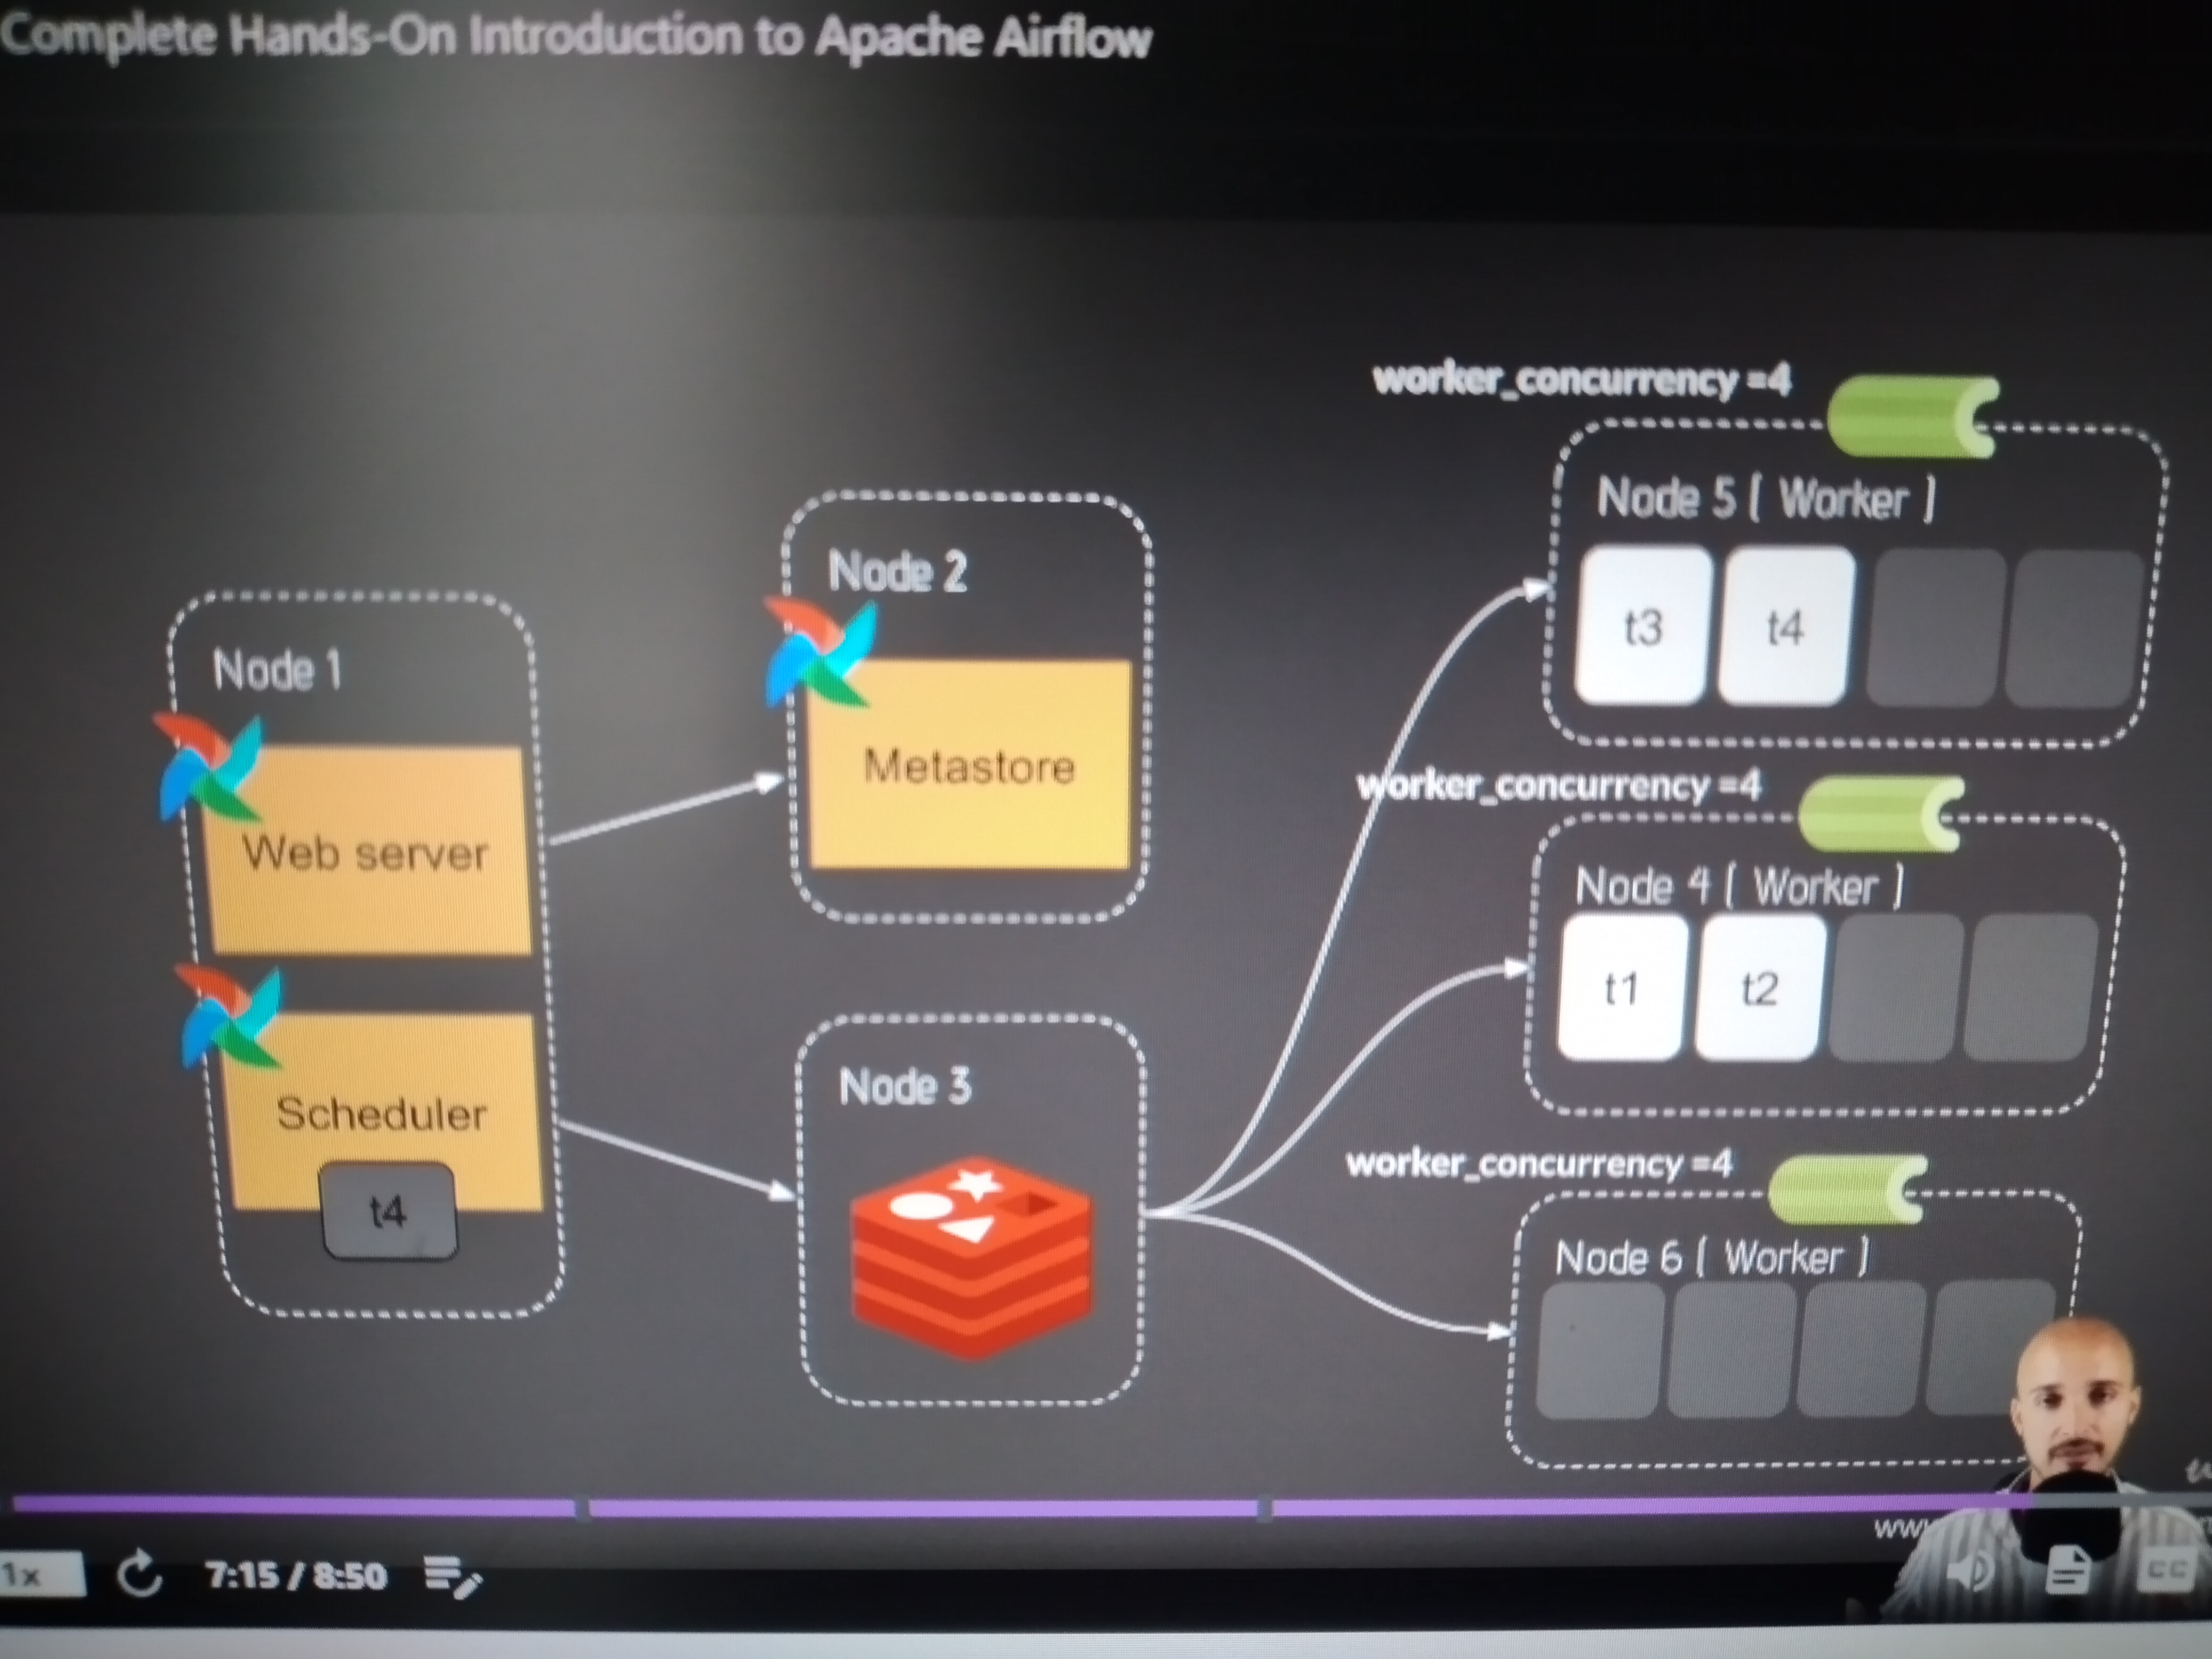 Complete Hands-On Introduction to Apache Airflow
worker_concurrency =4
Node 5 [ Worker ]
t3
t4
Node 2
Metastore
Node 1
Web server
worker_concurrency =4
Node 4 [ Worker ]
t1
t2
Scheduler
t4
Node 3
worker_concurrency =4
Node 6 [ Worker ]
1x
7:15 / 8:50
CC